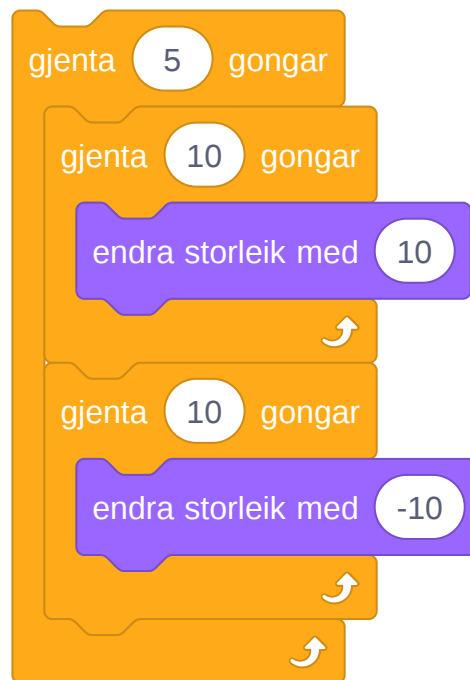 gjenta 5 gongar
gjenta 10 gongar
endra storleik med 10
gjenta 10 gongar
endra storleik med -10